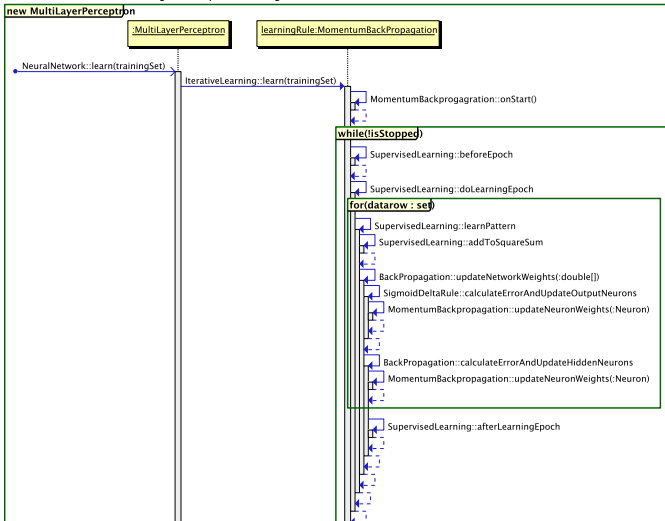 new MultiLayerPerceptron
:MultiLayerPerceptron
learningRule:MomentumBackPropagation
NeuralNetwork::learn(trainingSet)
IterativeLearning::learn(trainingSet)
MomentumBackprogagration::onStart()
while(!isStopped)
SupervisedLearning::beforeEpoch
SupervisedLearning::doLearningEpoch
for(datarow : set)
SupervisedLearning::learnPattern
SupervisedLearning::addToSquareSum
BackPropagation::updateNetworkWeights(:double[])
SigmoidDeltaRule::calculateErrorAndUpdateOutputNeurons
MomentumBackpropagation::updateNeuronWeights(:Neuron)
BackPropagation::calculateErrorAndUpdateHiddenNeurons
MomentumBackpropagation::updateNeuronWeights(:Neuron)
SupervisedLearning::afterLearningEpoch